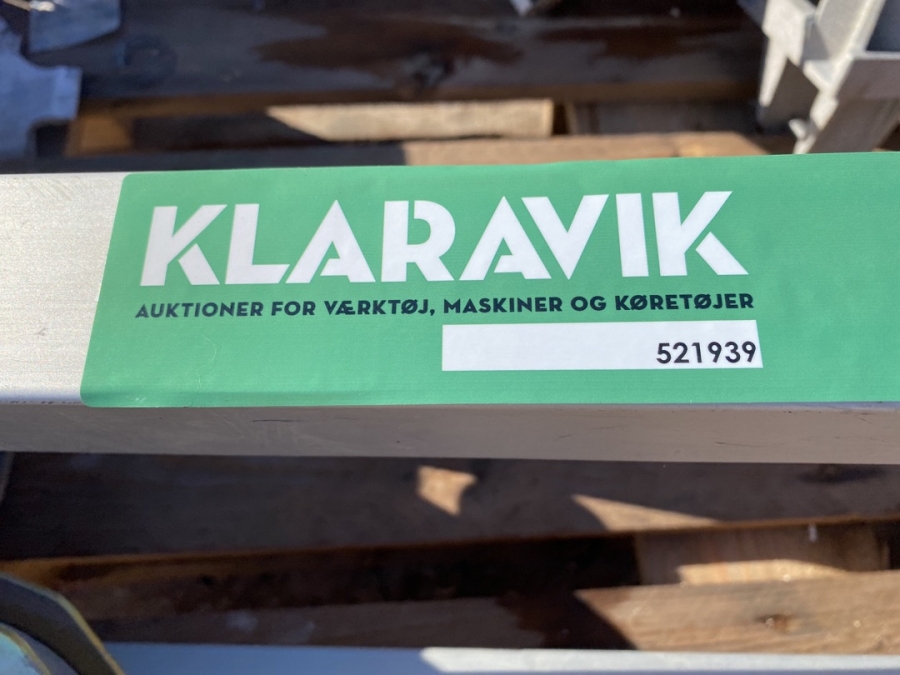 KLARAVIK
AUKTIONER FOR VÆRKTØJ, MASKINER OG KØRETØJER
521939